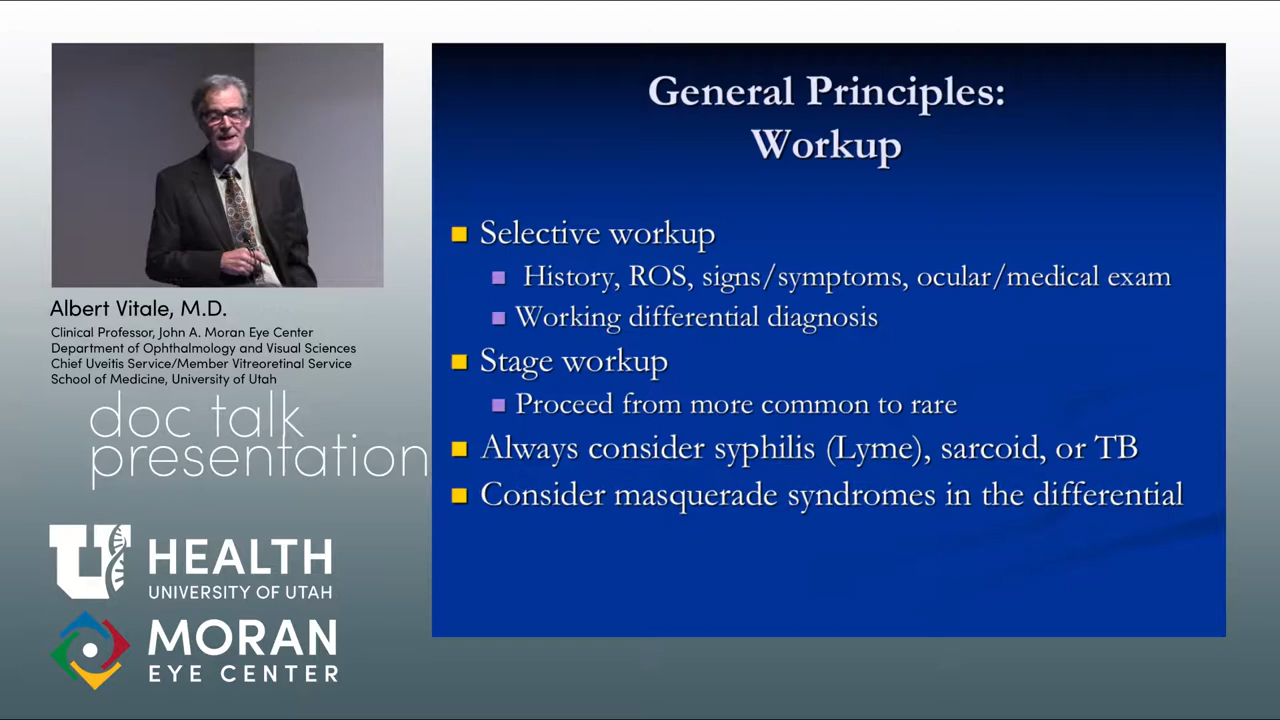 General Principles:
Workup
Selective workup
History, ROS, signs/symptoms, ocular/medical exam
Working differential diagnosis
Stage workup
Proceed from more common to rare
Always consider syphilis (Lyme), sarcoid, or TB
Consider masquerade syndromes in the differential
Albert Vitale, M.D.
Clinical Professor, John A. Moran Eye Center
Department of Ophthalmology and Visual Sciences
Chief Uveitis Service/Member Vitreoretinal Service
School of Medicine, University of Utah
doc talk
presentation
U HEALTH
UNIVERSITY OF UTAH
MORAN
EYE CENTER